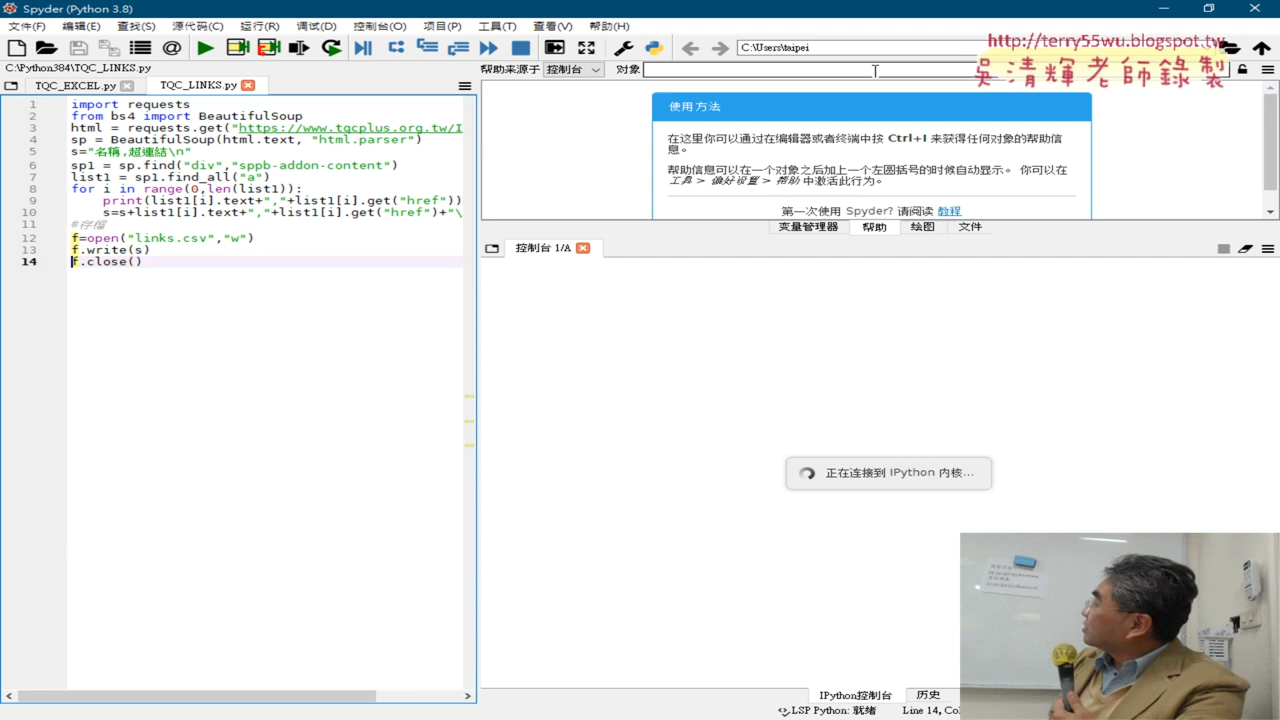 Spyder (Python 3.8)
文件(F) 编辑(E) 查找(S) 源代码(C) 运行(R) 调试(D) 控制台(O) 项目(P) 工具(T) 查看(V) 帮助(H)
C:\Users\taipei
http://terry55wu.blogspot.tw
吳清輝老師錄製
C:\Python384\TQC_LINKS.py
帮助来源于 控制台 对象
TQC_EXCEL.py TQC_LINKS.py
1 import requests
2 from bs4 import BeautifulSoup
3 html = requests.get("https://www.tqcplus.org.tw/I
4 sp = BeautifulSoup(html.text, "html.parser")
5 s="名稱,超連結\n"
6 sp1 = sp.find("div","sppb-addon-content")
7 list1 = sp1.find_all("a")
8 for i in range(0,len(list1)):
9 print(list1[i].text+","+list1[i].get("href"))
10 s=s+list1[i].text+","+list1[i].get("href")+"\
11 #存檔
12 f=open("links.csv","w")
13 f.write(s)
14 f.close()
使用方法
在这里你可以通过在编辑器或者终端中按 Ctrl+I 来获得任何对象的帮助信
息。
帮助信息可以在一个对象之后加上一个左圆括号的时候自动显示。 你可以在
工具 > 偏好设置 > 帮助 中激活此行为。
第一次使用 Spyder? 请阅读 教程
变量管理器 帮助 绘图 文件
控制台 1/A
正在连接到 IPython 内核...
IPython控制台 历史
LSP Python: 就绪 Line 14, Co